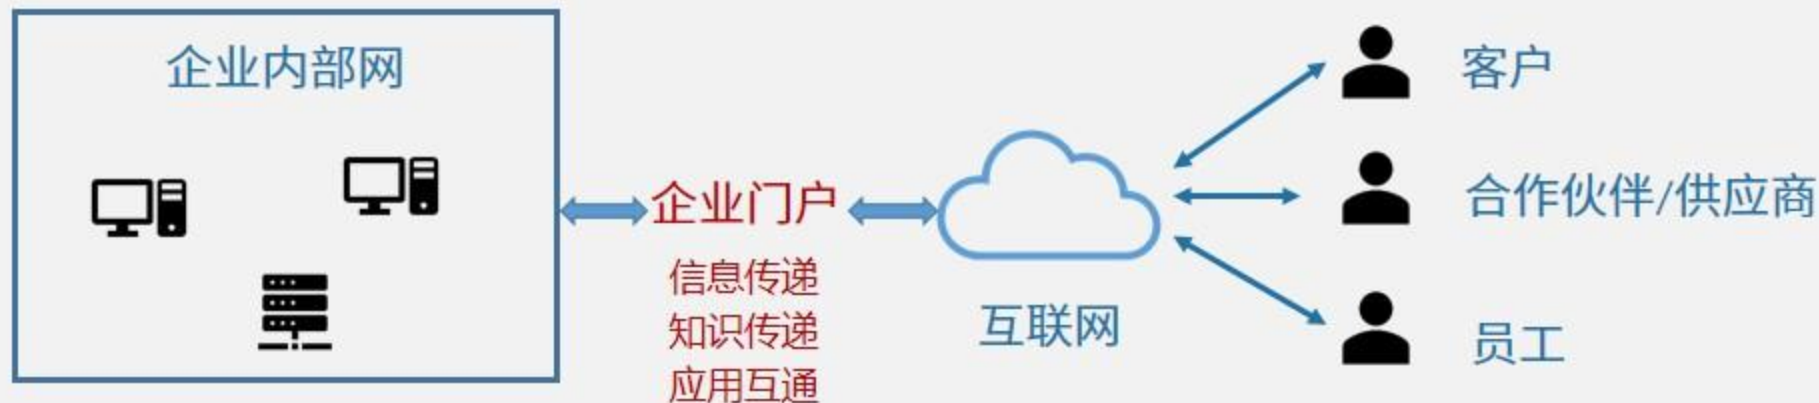 企业内部网
企业门户
信息传递
知识传递
应用互通
互联网
客户
合作伙伴/供应商
员工